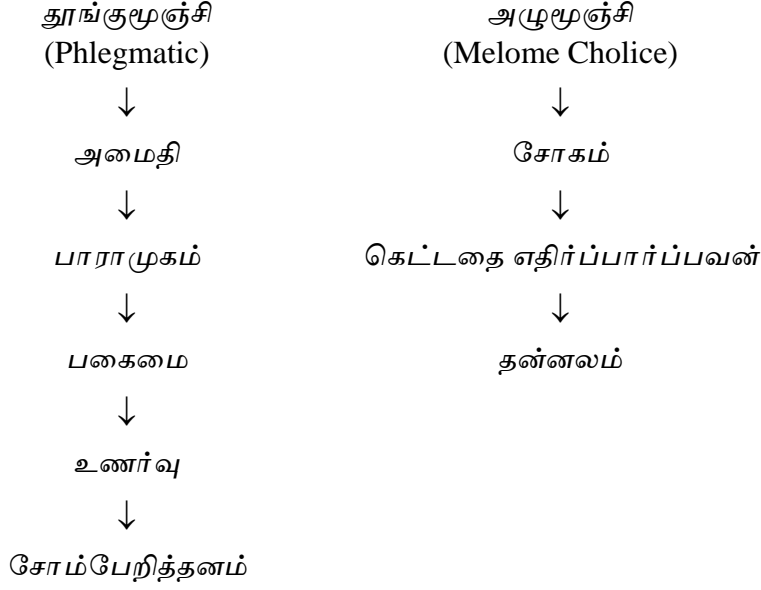 தூங்குமூஞ்சி
(Phlegmatic)
↓
அமைதி
↓
பாராமுகம்
↓
பகைமை
↓
உணர்வு
↓
சோம்பேறித்தனம்
அழுமூஞ்சி
(Melome Cholice)
↓
சோகம்
↓
கெட்டதை எதிர்ப்பார்ப்பவன்
↓
தன்னலம்